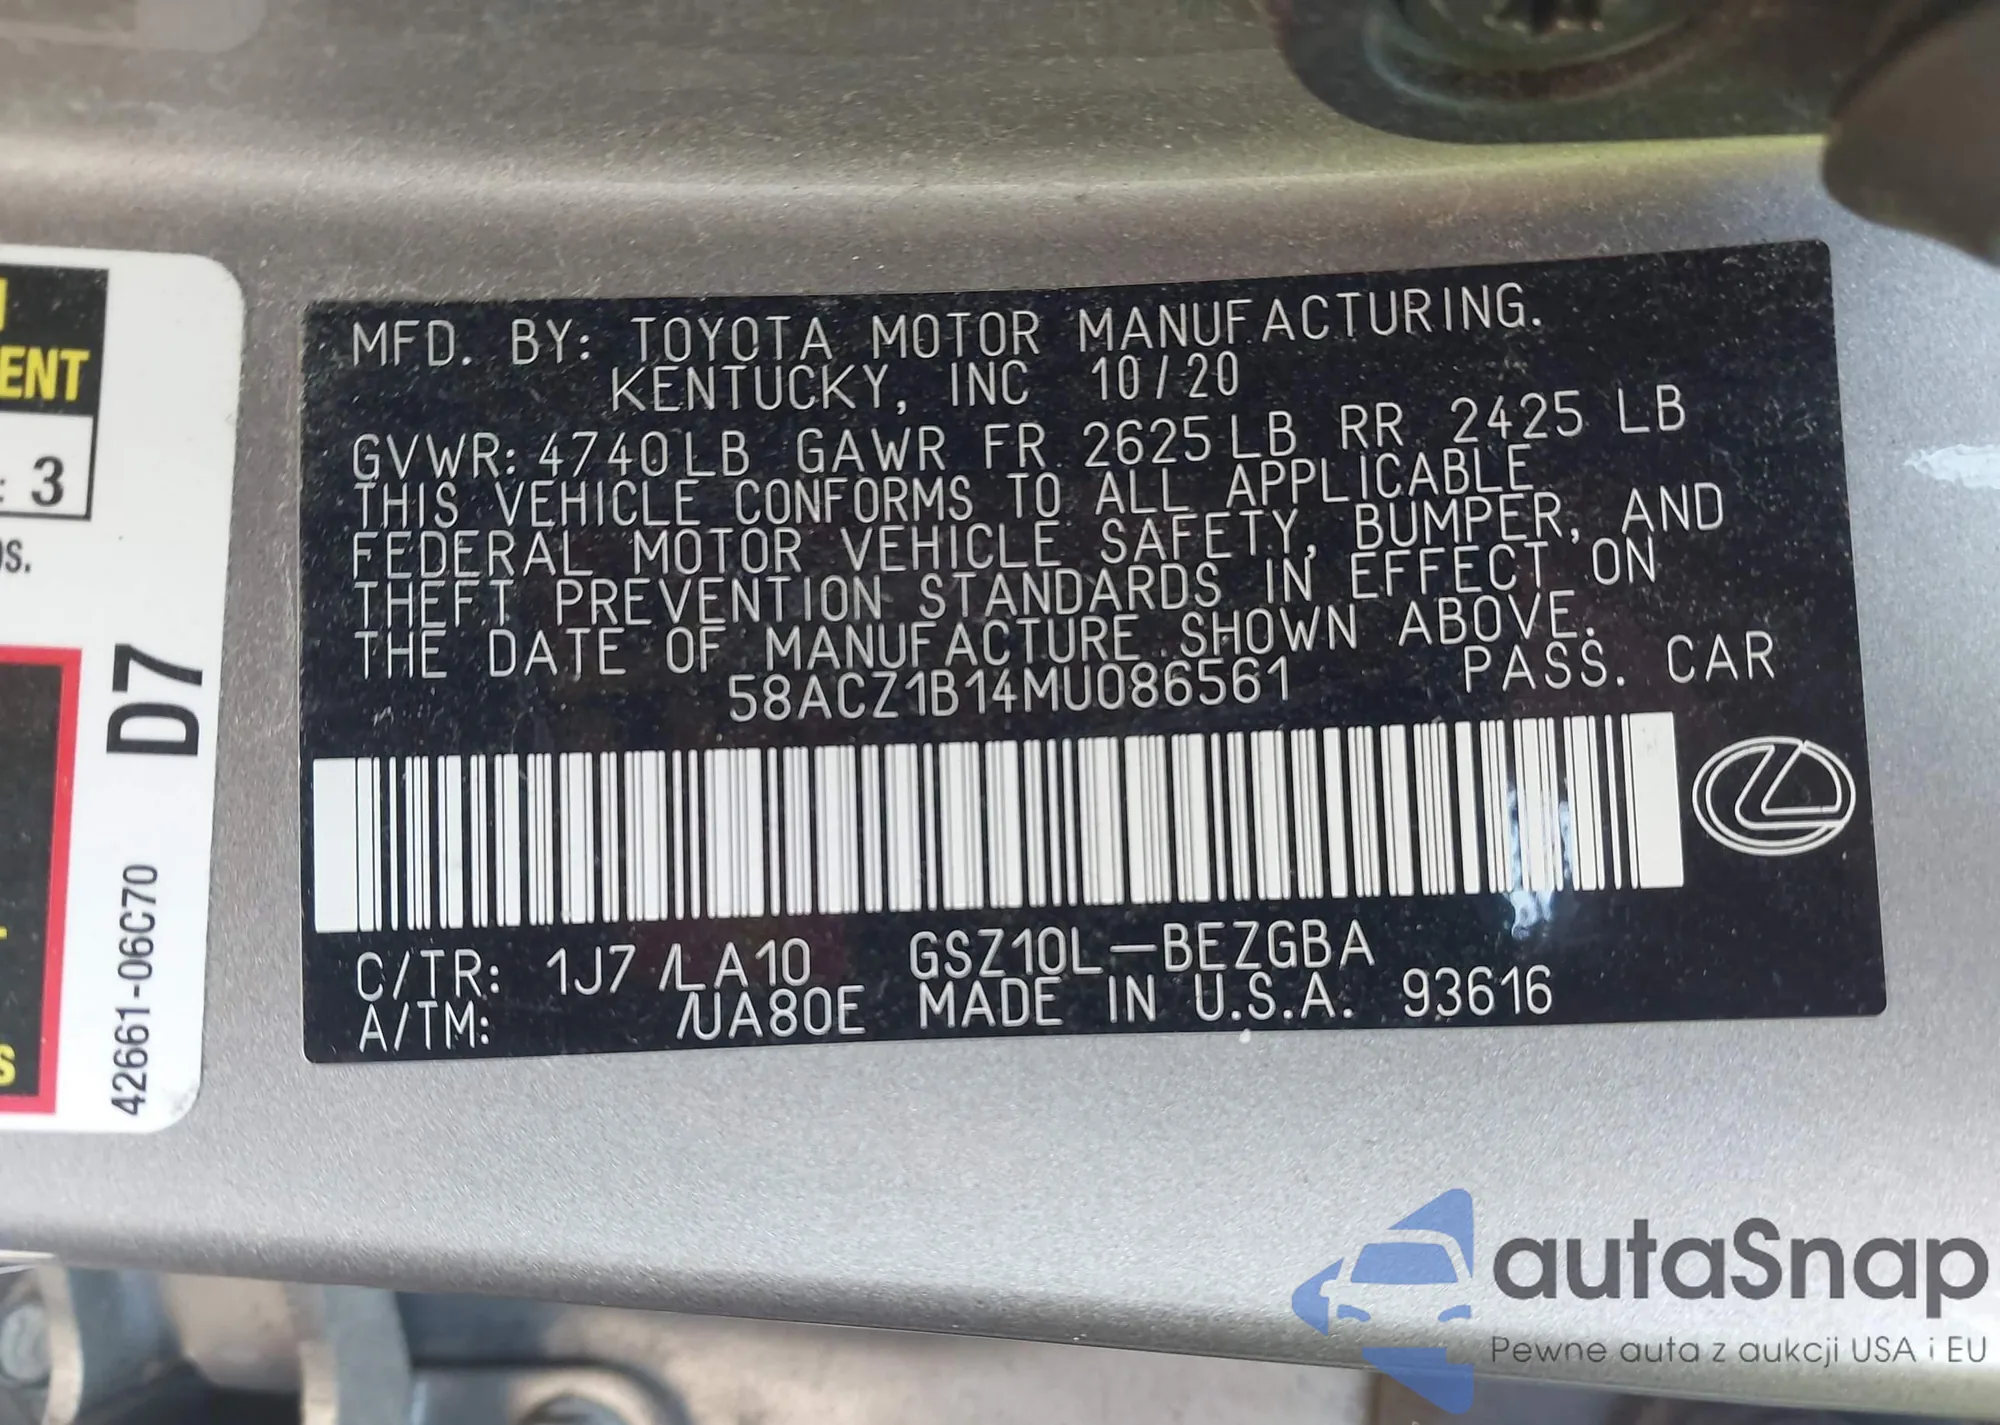 ENT
: 3
OS.
D7
42661-06C70
S
MFD. BY: TOYOTA MOTOR MANUFACTURING.
KENTUCKY, INC 10/20
GVWR: 4740LB GAWR FR 2625LB RR 2425 LB
THIS VEHICLE CONFORMS TO ALL APPLICABLE
FEDERAL MOTOR VEHICLE SAFETY, BUMPER, AND
THEFT PREVENTION STANDARDS IN EFFECT ON
THE DATE OF MANUFACTURE SHOWN ABOVE.
58ACZ1B14MU086561 PASS. CAR
C/TR: 1J7 /LA10 GSZ10L-BEZGBA
A/TM: /UA80E MADE IN U.S.A. 93616
autaSnap
Pewne auta z aukcji USA i EU